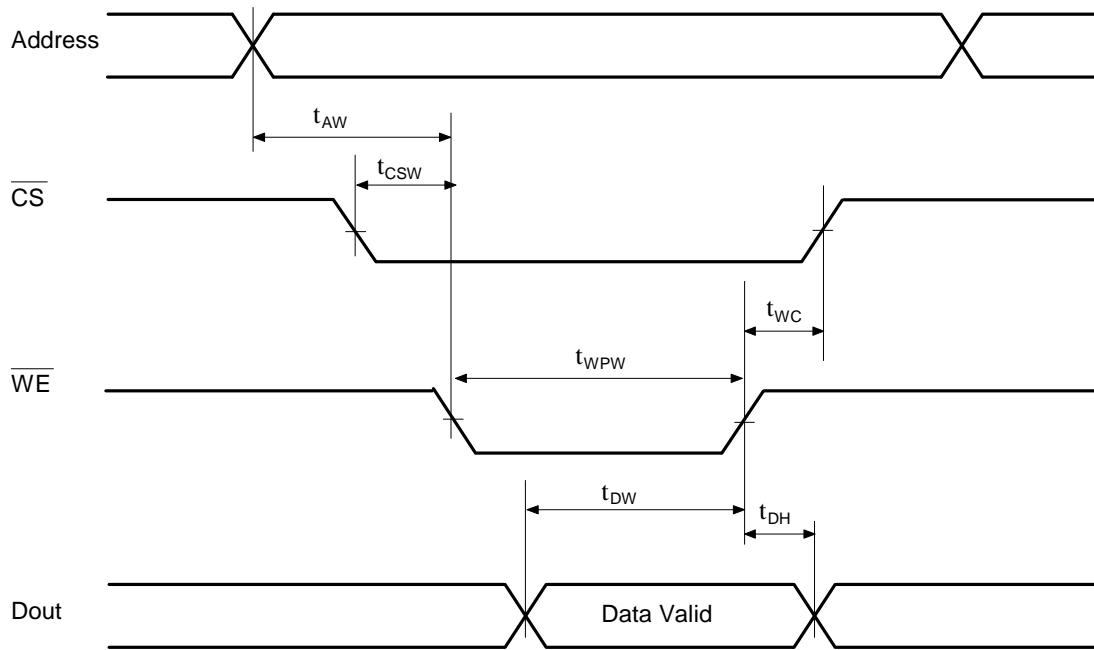 Address
tAW
tCSW
CS
tWC
tWPW
WE
tDW
tDH
Dout
Data Valid